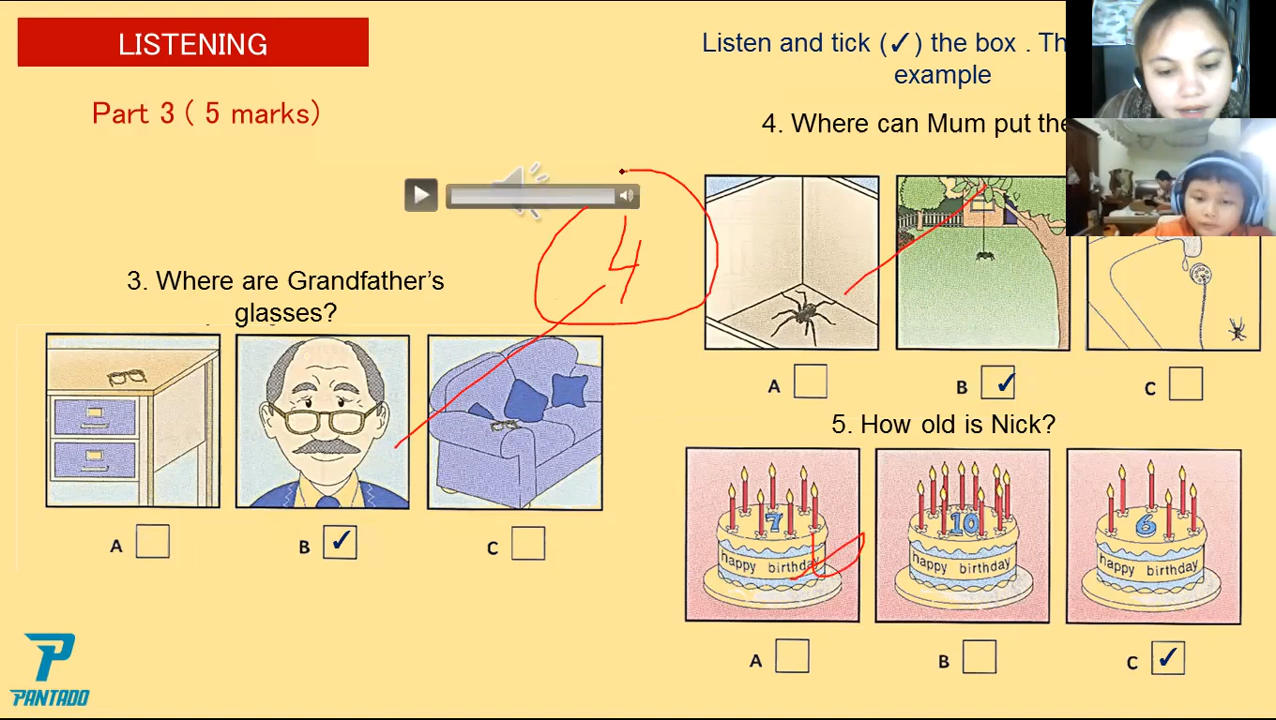 LISTENING
Part 3 ( 5 marks)
3. Where are Grandfather's
glasses?
A
B ✓
C
Listen and tick (✓) the box . Th
example
4. Where can Mum put the
A
B ✓
C
5. How old is Nick?
7
happy birthday
10
happy birthday
6
happy birthday
A
B
C ✓
4
PANTADO